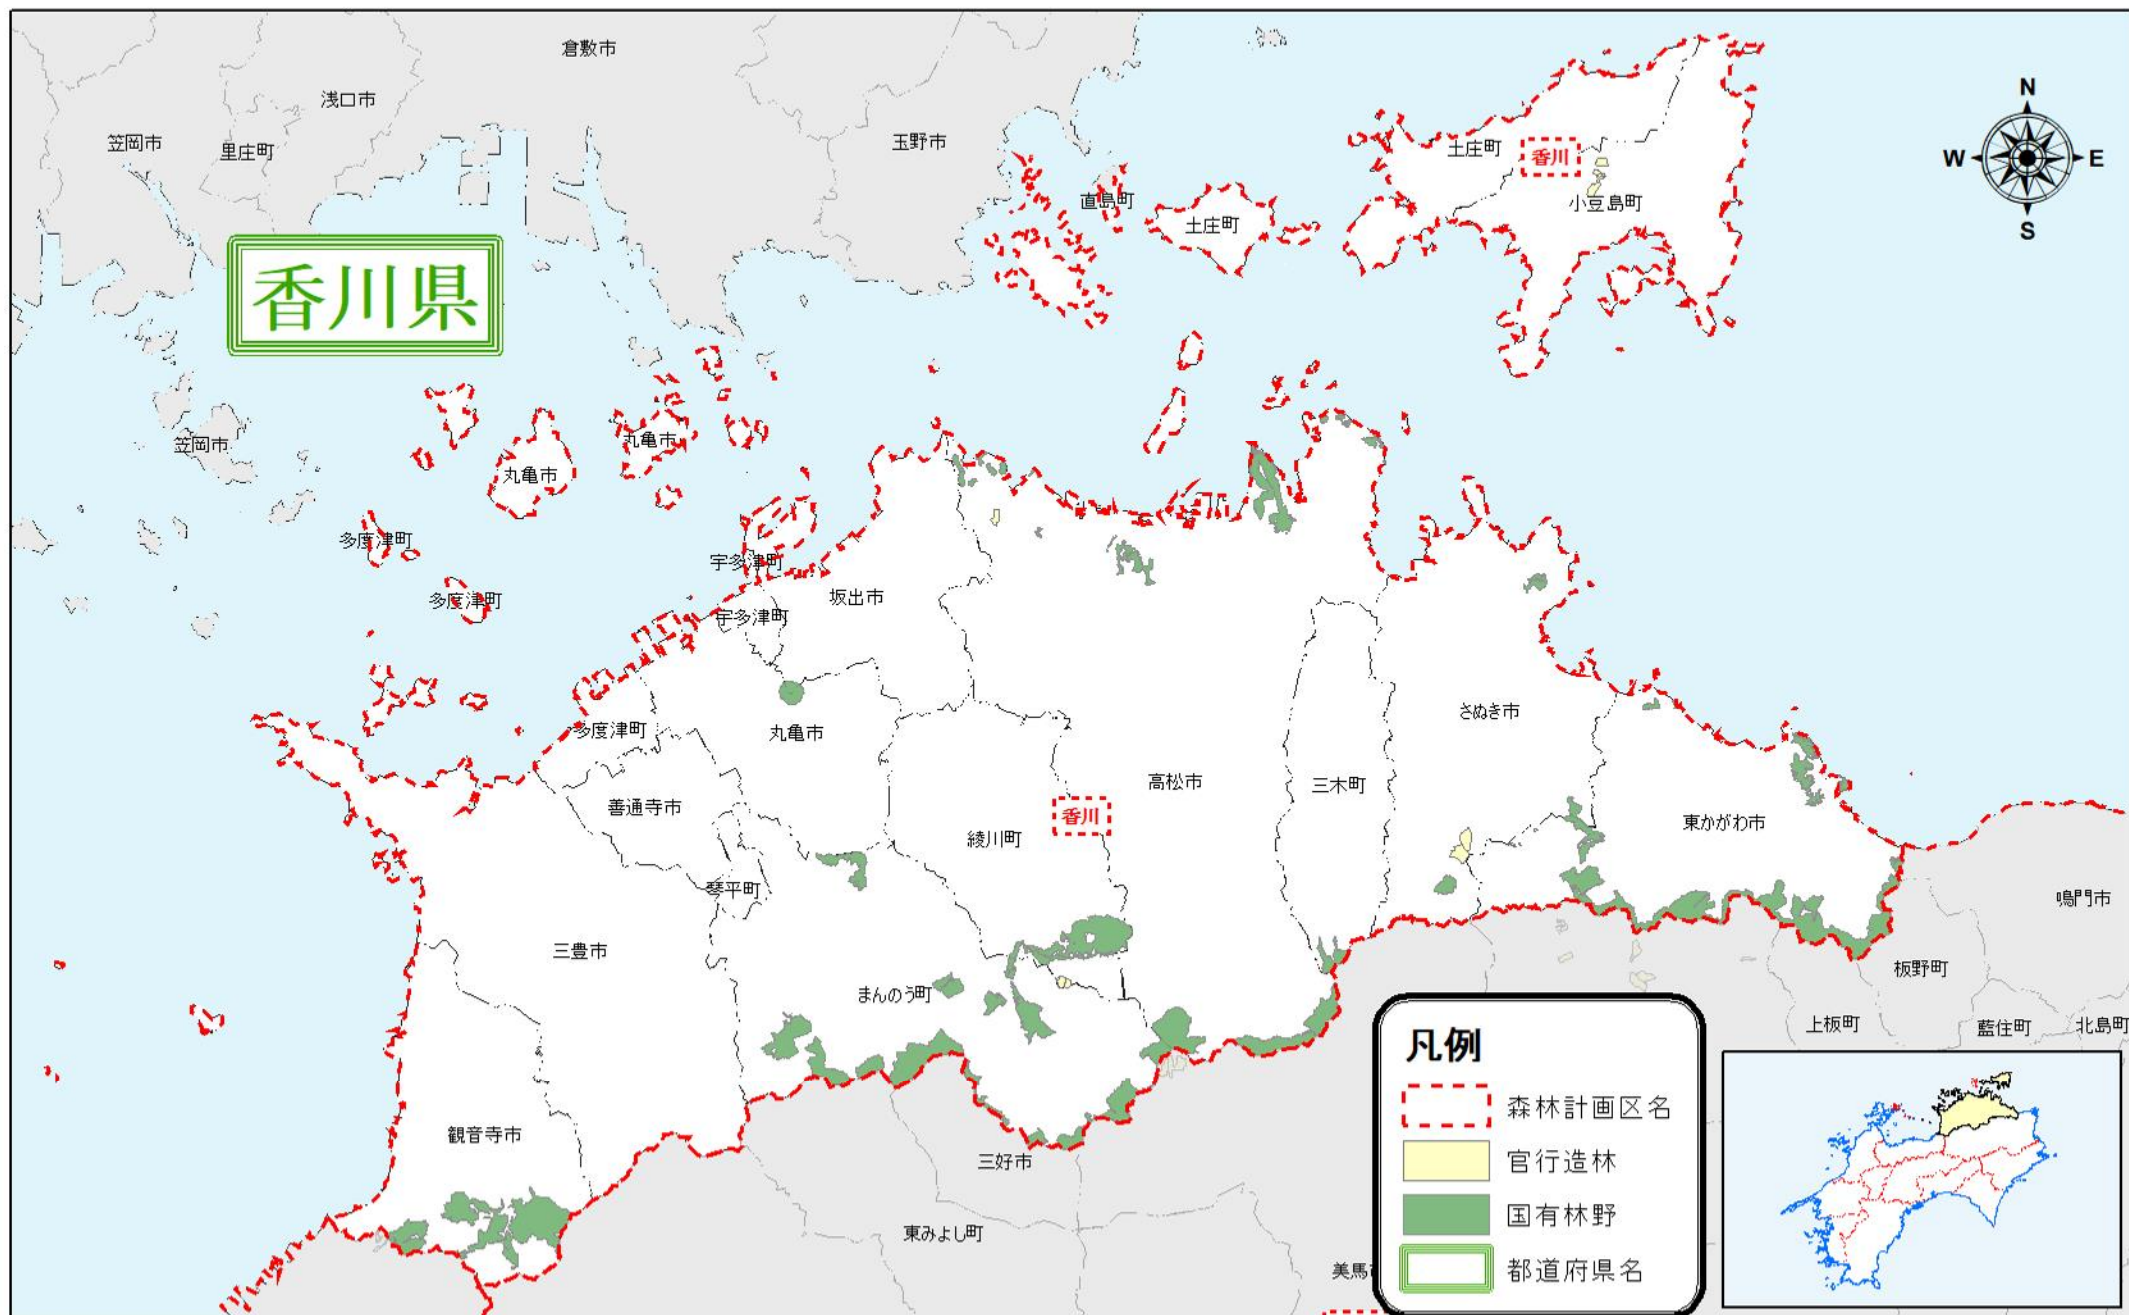 倉敷市
浅口市
笠岡市
里庄町
玉野市
土庄町
香川
小豆島町
直島町
土庄町
N
W
E
S
香川県
笠岡市
丸亀市
丸亀市
多度津町
多度津町
宇多津町
宇多津町
坂出市
多度津町
丸亀市
善通寺市
琴平町
綾川町
香川
高松市
三木町
さぬき市
東かがわ市
三豊市
まんのう町
観音寺市
鳴門市
板野町
上板町
藍住町
北島町
三好市
東みよし町
美馬
凡例
森林計画区名
官行造林
国有林野
都道府県名